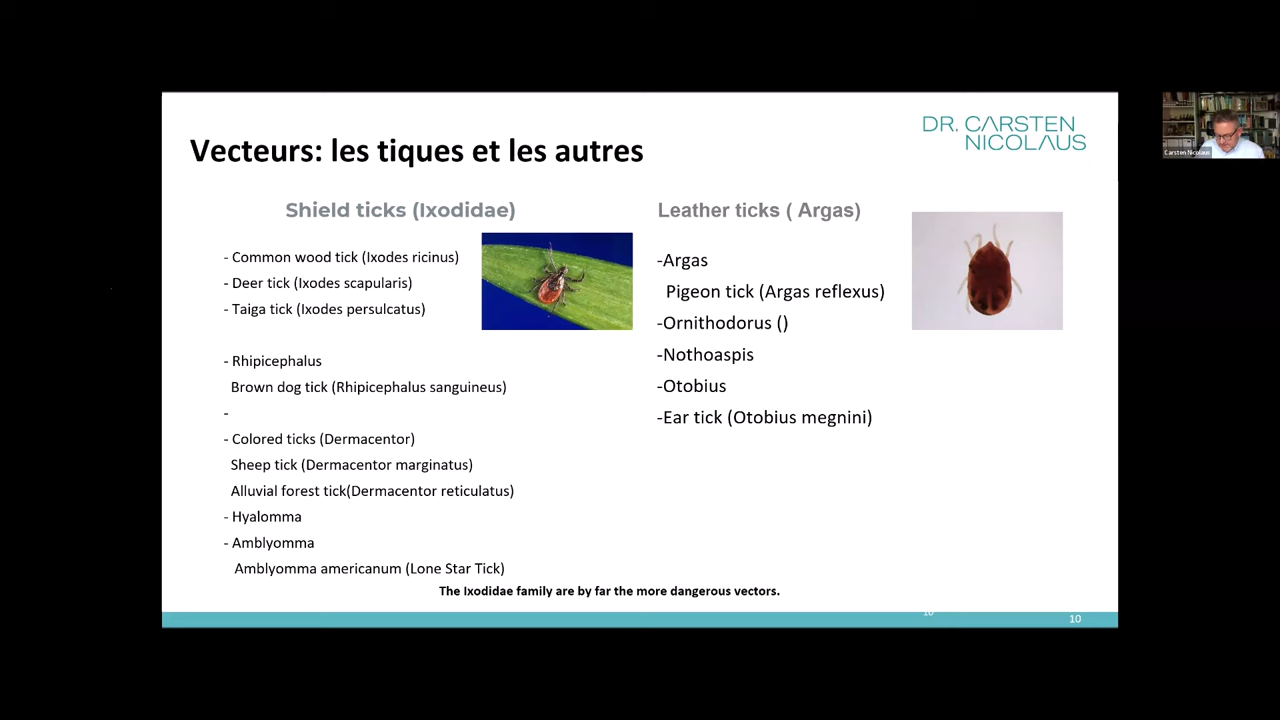 DR. CARSTEN
NICOLAUS
Vecteurs: les tiques et les autres
Shield ticks (Ixodidae)
- Common wood tick (Ixodes ricinus)
- Deer tick (Ixodes scapularis)
- Taiga tick (Ixodes persulcatus)
- Rhipicephalus
Brown dog tick (Rhipicephalus sanguineus)
-
- Colored ticks (Dermacentor)
Sheep tick (Dermacentor marginatus)
Alluvial forest tick(Dermacentor reticulatus)
- Hyalomma
- Amblyomma
Amblyomma americanum (Lone Star Tick)
Leather ticks ( Argas)
-Argas
Pigeon tick (Argas reflexus)
-Ornithodorus ()
-Nothoaspis
-Otobius
-Ear tick (Otobius megnini)
The Ixodidae family are by far the more dangerous vectors.
10
10
Carsten Nicolaus